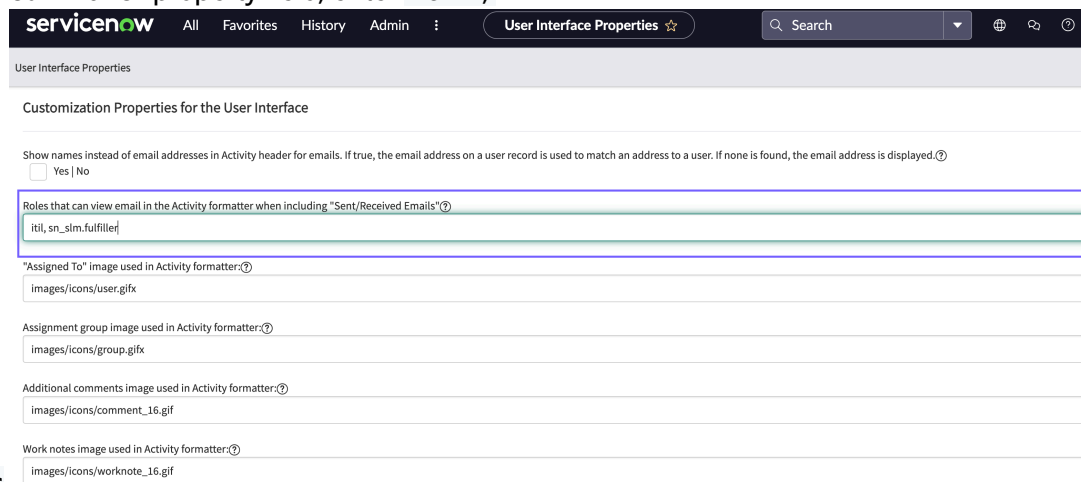 servicenow All Favorites History Admin User Interface Properties Search
User Interface Properties
Customization Properties for the User Interface
Show names instead of email addresses in Activity header for emails. If true, the email address on a user record is used to match an address to a user. If none is found, the email address is displayed.
Yes | No
Roles that can view email in the Activity formatter when including "Sent/Received Emails"
itil, sn_slm.fulfiller
"Assigned To" image used in Activity formatter:
images/icons/user.gifx
Assignment group image used in Activity formatter:
images/icons/group.gifx
Additional comments image used in Activity formatter:
images/icons/comment_16.gif
Work notes image used in Activity formatter:
images/icons/worknote_16.gif